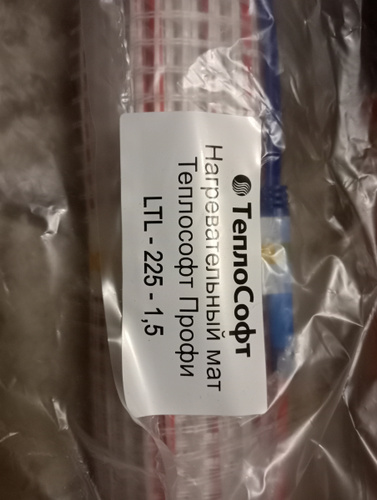 ТеплоСофт
Нагревательный мат
Теплософт Профи
LTL - 225 - 1,5